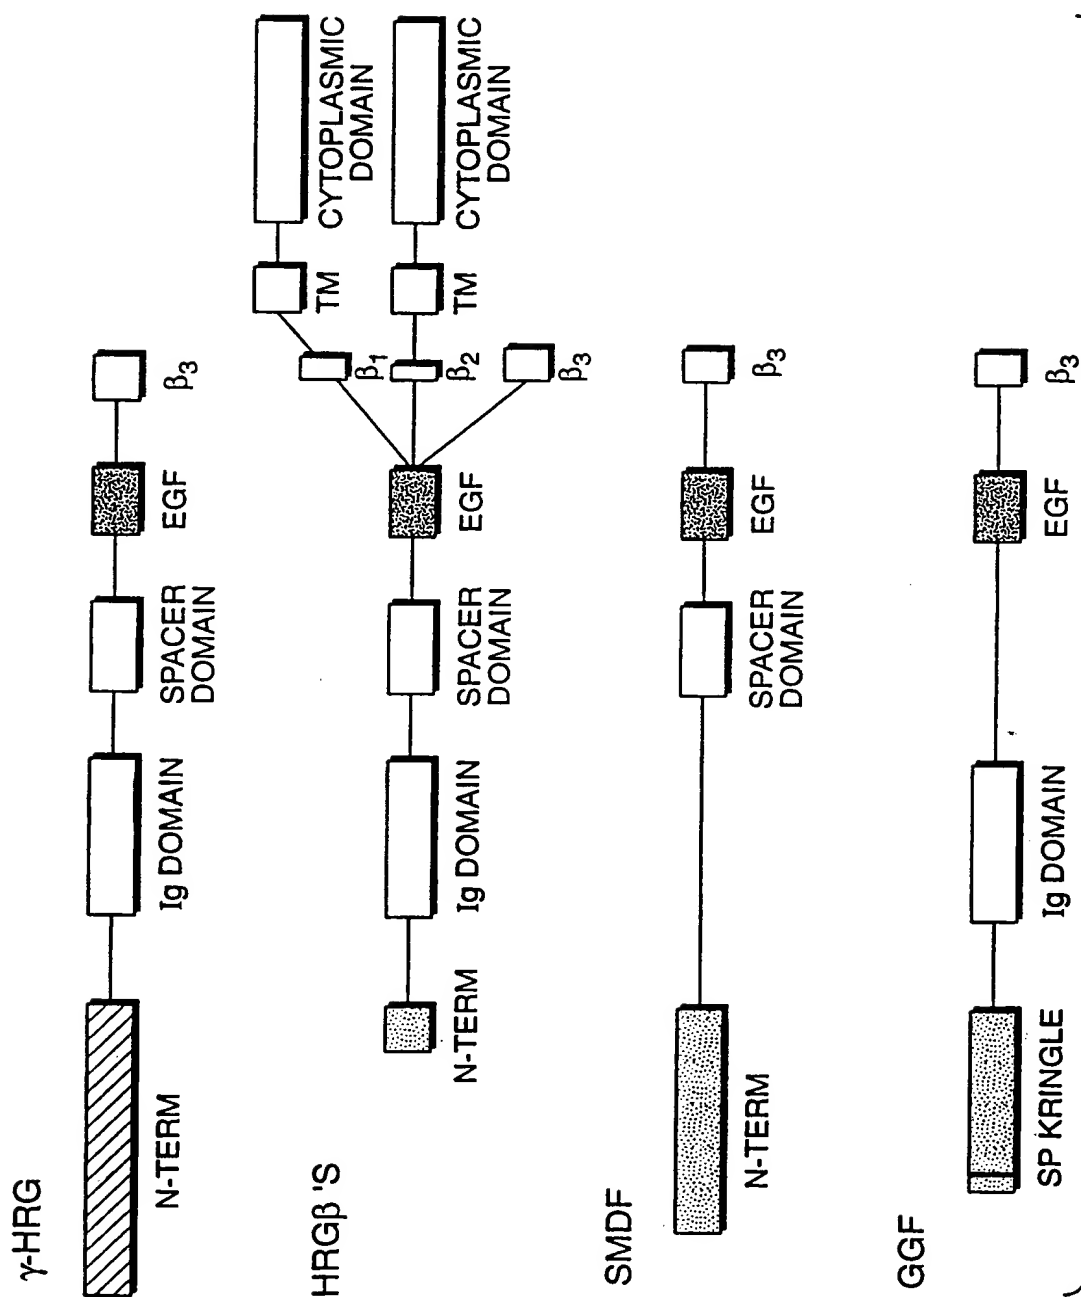 γ-HRG
N-TERM
Ig DOMAIN
SPACER
DOMAIN
EGF
β3
HRGβ 'S
N-TERM
Ig DOMAIN
SPACER
DOMAIN
EGF
β1
TM
CYTOPLASMIC
DOMAIN
β2
TM
CYTOPLASMIC
DOMAIN
β3
SMDF
N-TERM
SPACER
DOMAIN
EGF
β3
GGF
SP KRINGLE
Ig DOMAIN
EGF
β3